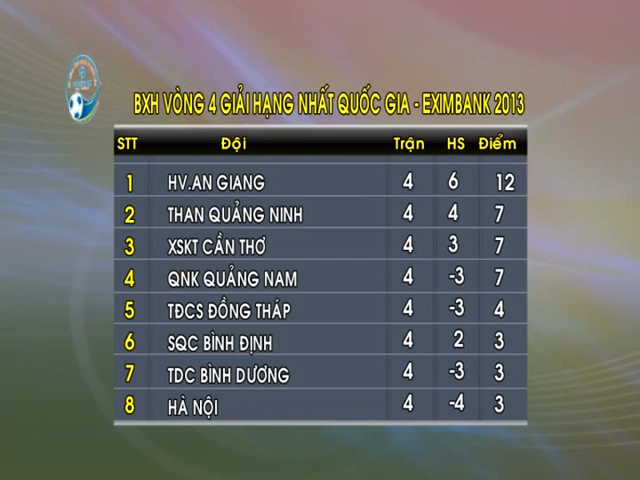 BXH VÒNG 4 GIẢI HẠNG NHẤT QUỐC GIA - EXIMBANK 2013
STT Đội Trận HS Điểm
1 HV.AN GIANG 4 6 12
2 THAN QUẢNG NINH 4 4 7
3 XSKT CẦN THƠ 4 3 7
4 QNK QUẢNG NAM 4 -3 7
5 TĐCS ĐỒNG THÁP 4 -3 4
6 SQC BÌNH ĐỊNH 4 2 3
7 TDC BÌNH DƯƠNG 4 -3 3
8 HÀ NỘI 4 -4 3